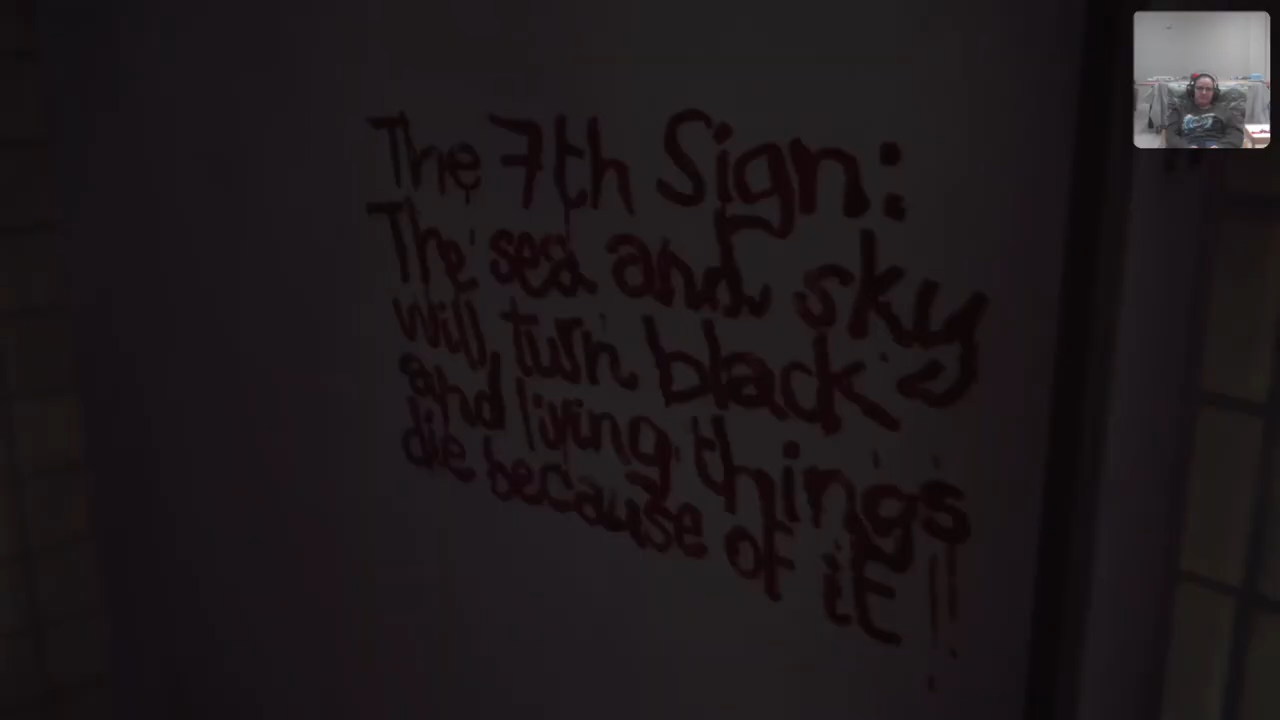 The 7th Sign:
The sea and sky
will turn black
and living things
die because of it!!